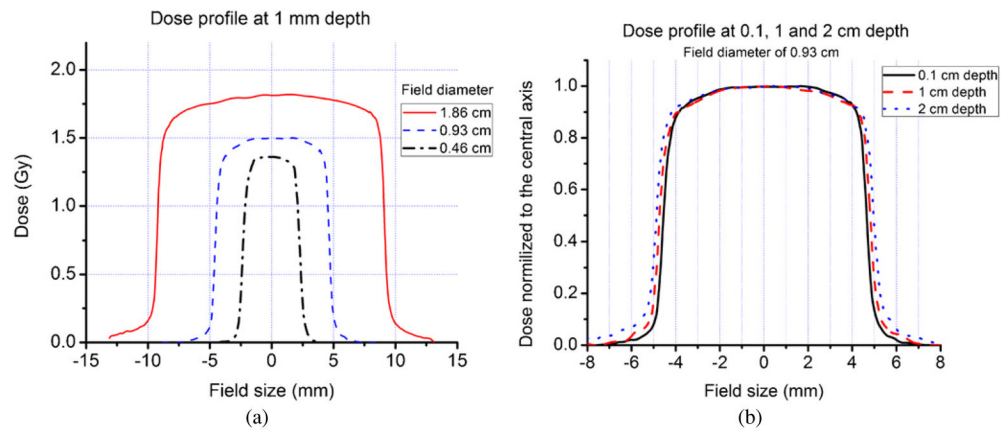 Dose profile at 1 mm depth
2.0
1.5
1.0
0.5
0.0
Dose (Gy)
-15 -10 -5 0 5 10 15
Field size (mm)
Field diameter
1.86 cm
0.93 cm
0.46 cm
(a)
Dose profile at 0.1, 1 and 2 cm depth
Field diameter of 0.93 cm
1.0
0.8
0.6
0.4
0.2
0.0
Dose normilized to the central axis
-8 -6 -4 -2 0 2 4 6 8
Field size (mm)
0.1 cm depth
1 cm depth
2 cm depth
(b)